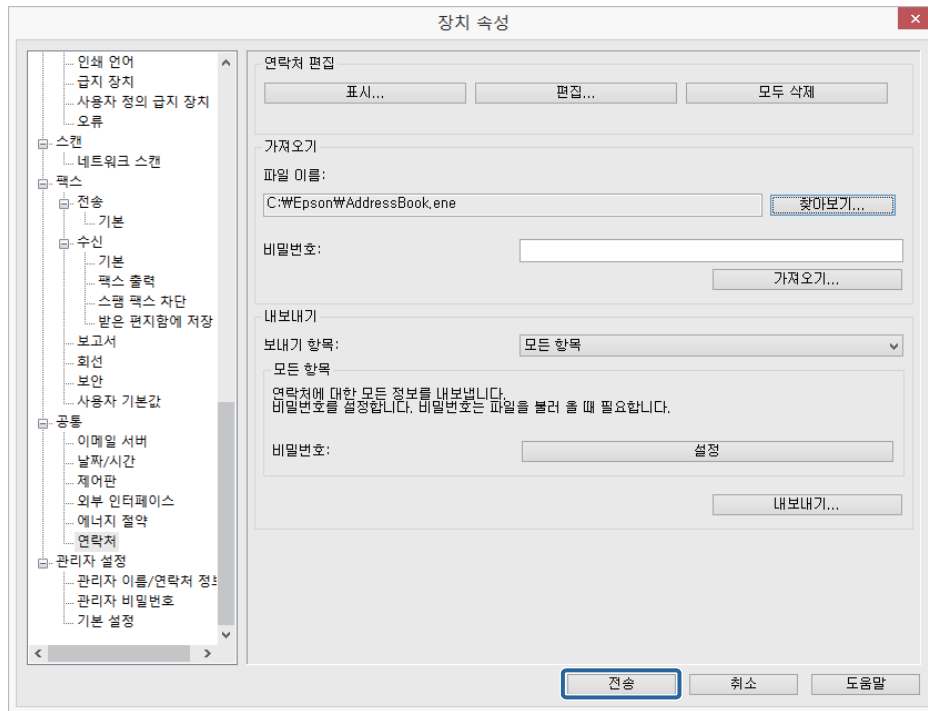 장치 속성
인쇄 언어
급지 장치
사용자 정의 급지 장치
오류
스캔
네트워크 스캔
팩스
전송
기본
수신
기본
팩스 출력
스팸 팩스 차단
받은 편지함에 저장
보고서
회선
보안
사용자 기본값
공통
이메일 서버
날짜/시간
제어판
외부 인터페이스
에너지 절약
연락처
관리자 설정
관리자 이름/연락처 정보
관리자 비밀번호
기본 설정
연락처 편집
표시... 편집... 모두 삭제
가져오기
파일 이름:
C:₩Epson₩AddressBook.ene 찾아보기...
비밀번호:
가져오기...
내보내기
보내기 항목: 모든 항목
모든 항목
연락처에 대한 모든 정보를 내보냅니다.
비밀번호를 설정합니다. 비밀번호는 파일을 불러 올 때 필요합니다.
비밀번호: 설정
내보내기...
전송 취소 도움말